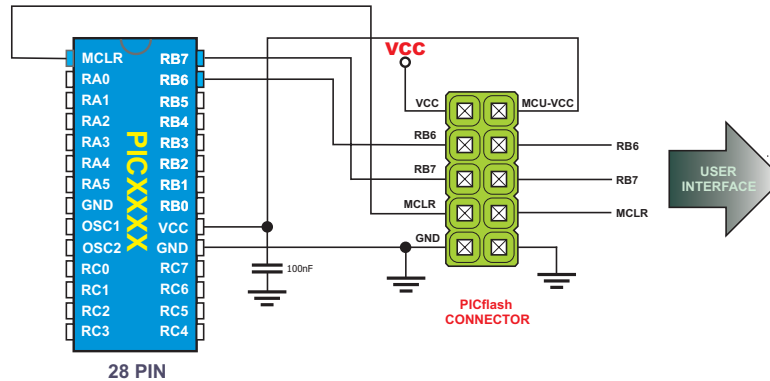 MCLR RB7
RA0 RB6
RA1 RB5
RA2 RB4
RA3 RB3
RA4 RB2
RA5 RB1
GND RB0
OSC1 VCC
OSC2 GND
RC0 RC7
RC1 RC6
RC2 RC5
RC3 RC4
PICXXXX
28 PIN
100nF
VCC
VCC MCU-VCC
RB6 RB6
RB7 RB7
MCLR MCLR
GND
PICflash
CONNECTOR
USER
INTERFACE